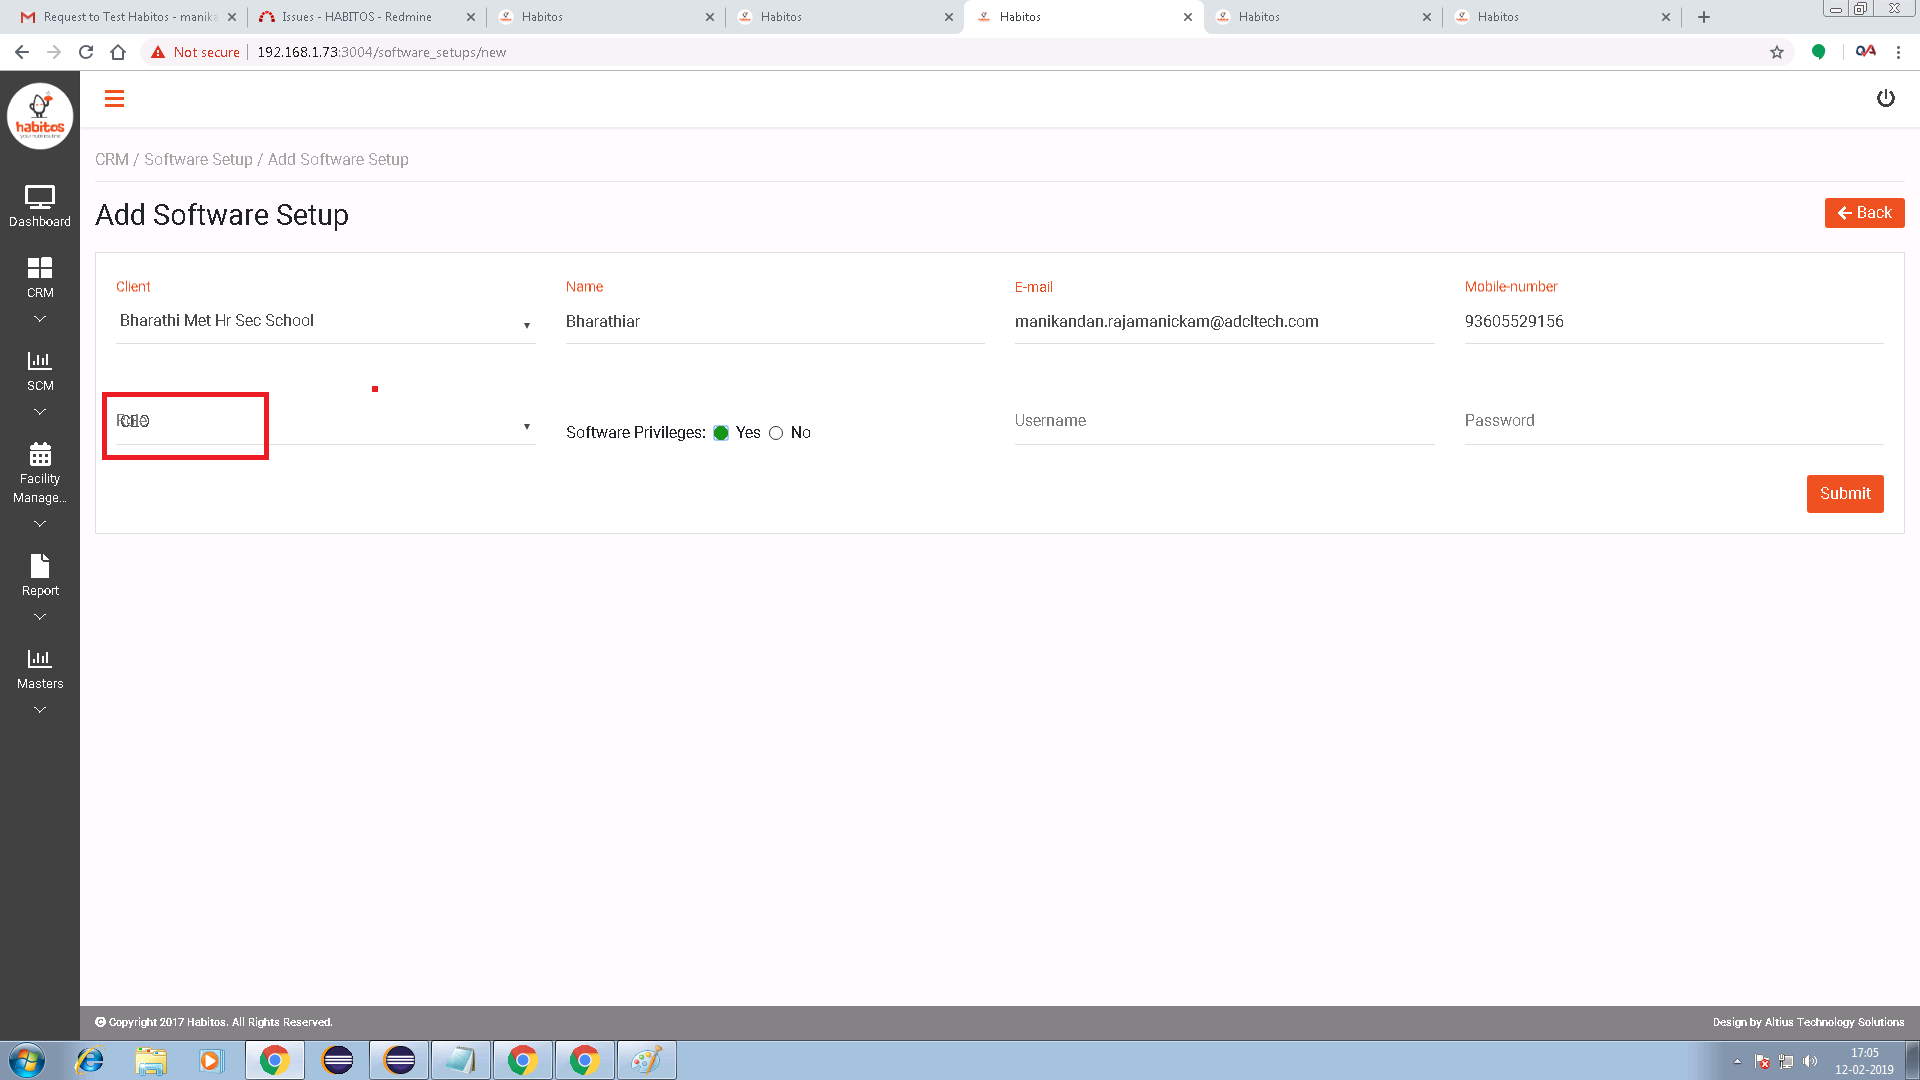 Request to Test Habitos - manika
Issues - HABITOS - Redmine
Habitos
Habitos
Habitos
Habitos
Habitos
Not secure
192.168.1.73:3004/software_setups/new
habitos
CRM / Software Setup / Add Software Setup
Add Software Setup
Back
Dashboard
CRM
SCM
Facility
Manage...
Report
Masters
Client
Name
E-mail
Mobile-number
Bharathi Met Hr Sec School
Bharathiar
manikandan.rajamanickam@adcltech.com
93605529156
Role
CEO
Software Privileges: Yes No
Username
Password
Submit
© Copyright 2017 Habitos. All Rights Reserved.
Design by Altius Technology Solutions
17:05
12-02-2019